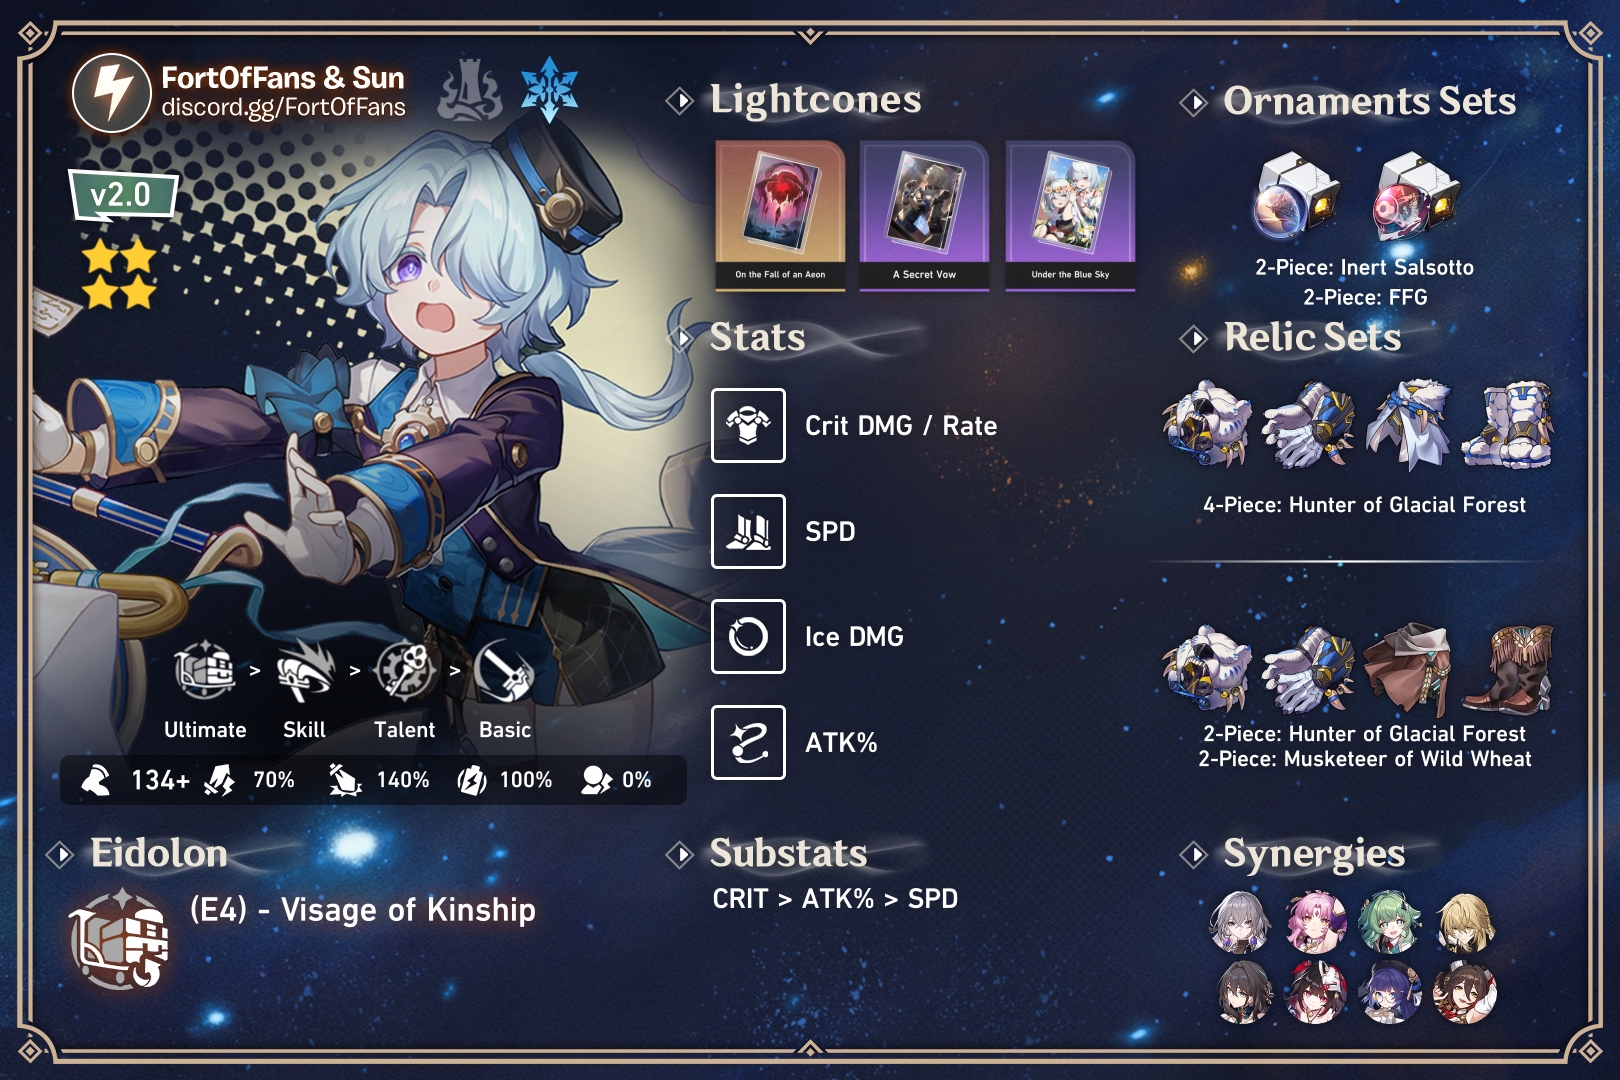 FortOfFans & Sun
discord.gg/FortOfFans
v2.0
Ultimate > Skill > Talent > Basic
134+ 70% 140% 100% 0%
Eidolon
(E4) - Visage of Kinship
Lightcones
On the Fall of an Aeon
A Secret Vow
Under the Blue Sky
Stats
Crit DMG / Rate
SPD
Ice DMG
ATK%
Substats
CRIT > ATK% > SPD
Ornaments Sets
2-Piece: Inert Salsotto
2-Piece: FFG
Relic Sets
4-Piece: Hunter of Glacial Forest
2-Piece: Hunter of Glacial Forest
2-Piece: Musketeer of Wild Wheat
Synergies